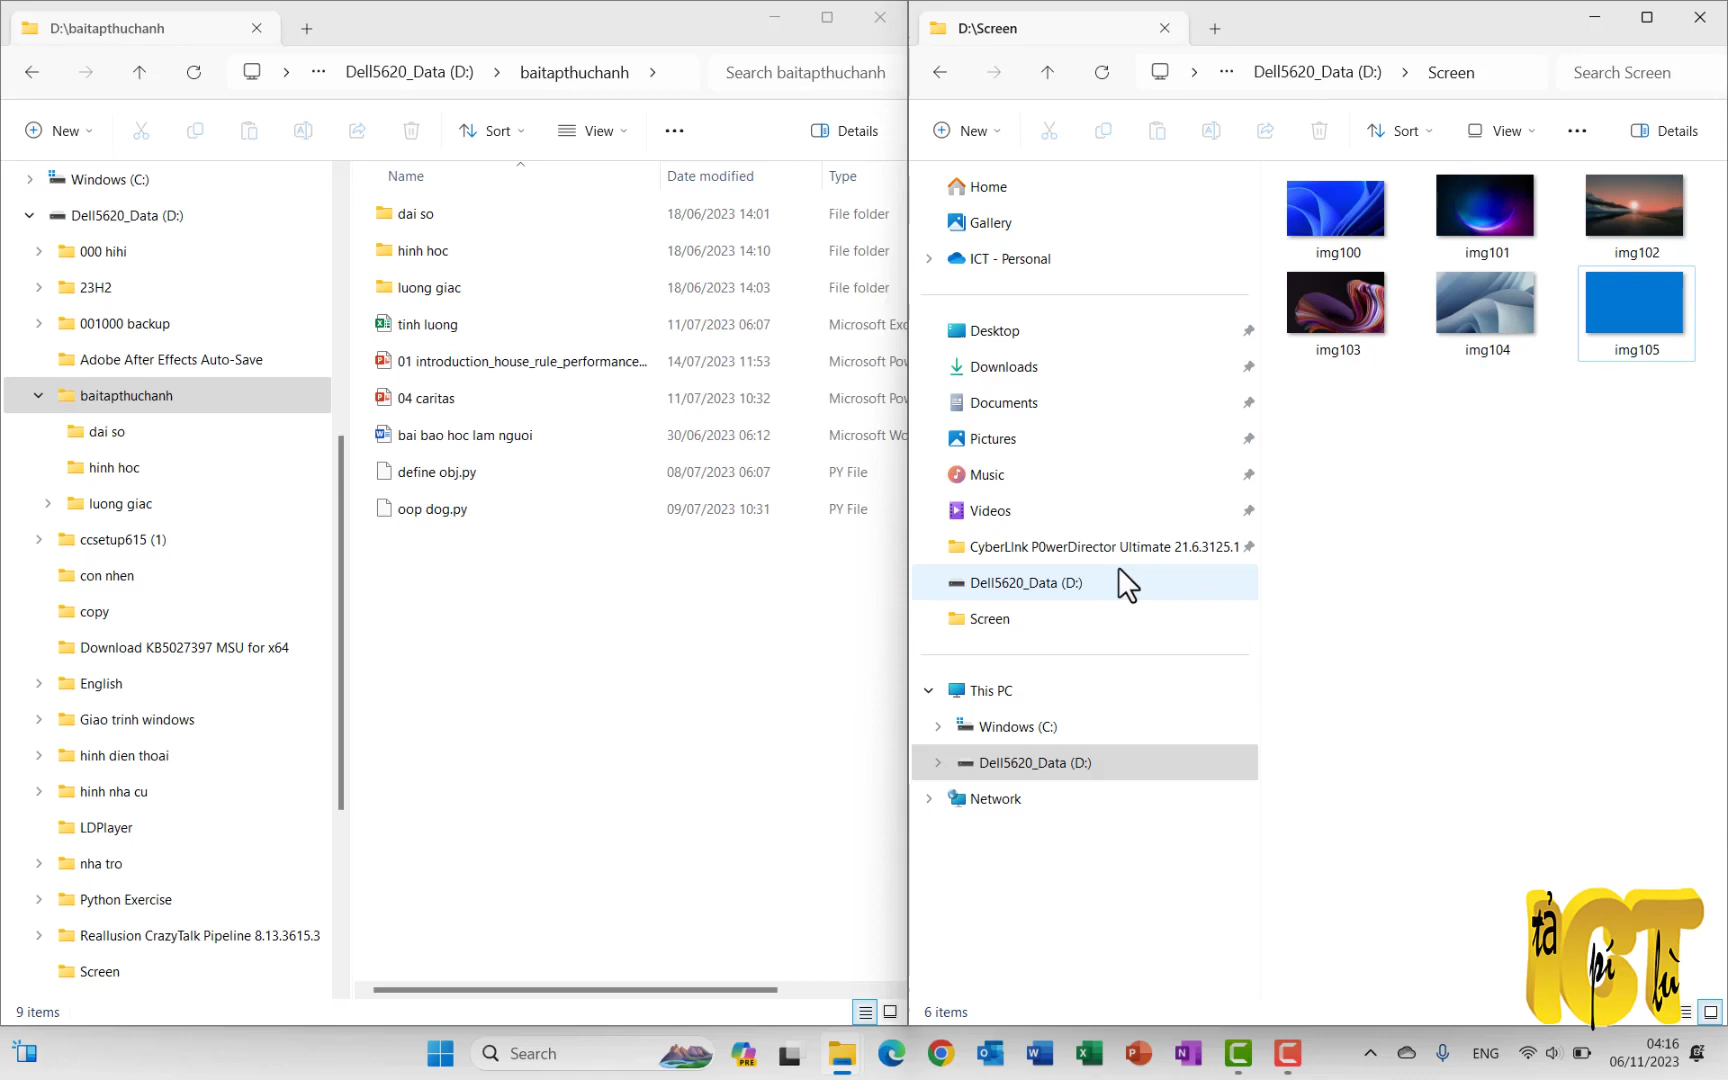 D:\baitapthuchanh
Dell5620_Data (D:) baitapthuchanh
Search baitapthuchanh
New
Sort
View
Details
Windows (C:)
Dell5620_Data (D:)
000 hihi
23H2
001000 backup
Adobe After Effects Auto-Save
baitapthuchanh
dai so
hinh hoc
luong giac
ccsetup615 (1)
con nhen
copy
Download KB5027397 MSU for x64
English
Giao trinh windows
hinh dien thoai
hinh nha cu
LDPlayer
nha tro
Python Exercise
Reallusion CrazyTalk Pipeline 8.13.3615.3
Screen
Name Date modified Type
dai so 18/06/2023 14:01 File folder
hinh hoc 18/06/2023 14:10 File folder
luong giac 18/06/2023 14:03 File folder
tinh luong 11/07/2023 06:07 Microsoft Exc
01 introduction_house_rule_performance... 14/07/2023 11:53 Microsoft Pov
04 caritas 11/07/2023 10:32 Microsoft Pov
bai bao hoc lam nguoi 30/06/2023 06:12 Microsoft Wo
define obj.py 08/07/2023 06:07 PY File
oop dog.py 09/07/2023 10:31 PY File
9 items
D:\Screen
Dell5620_Data (D:) Screen
Search Screen
New
Sort
View
Details
Home
Gallery
ICT - Personal
Desktop
Downloads
Documents
Pictures
Music
Videos
CyberLInk P0werDirector Ultimate 21.6.3125.1
Dell5620_Data (D:)
Screen
This PC
Windows (C:)
Dell5620_Data (D:)
Network
img100 img101 img102
img103 img104 img105
6 items
ICT
tả pí lù
Search
PRE
ENG
04:16
06/11/2023